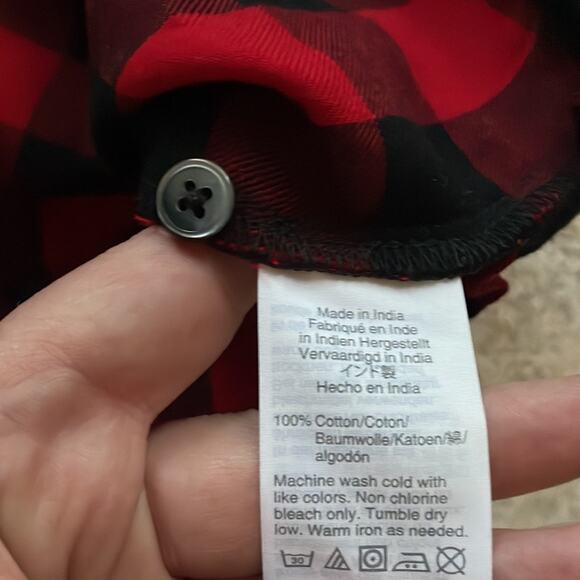 Made in India
Fabriqué en Inde
in Indien Hergestellt
Vervaardigd in India
インド製
Hecho en India
100% Cotton/Coton/
Baumwolle/Katoen/綿/
algodón
Machine wash cold with
like colors. Non chlorine
bleach only. Tumble dry
low. Warm iron as needed.
30